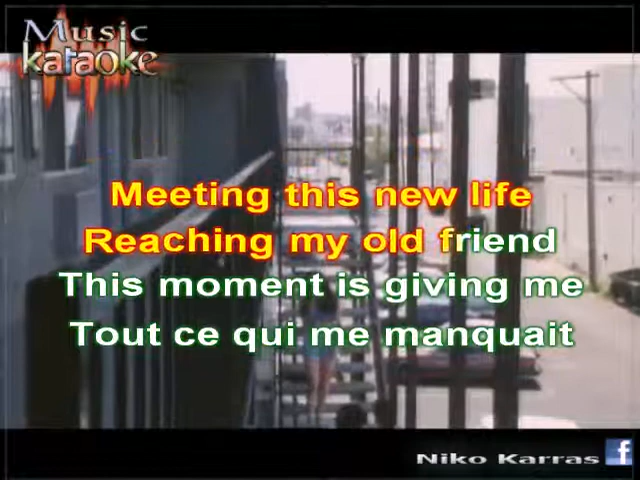 Music
karaoke
Meeting this new life
Reaching my old friend
This moment is giving me
Tout ce qui me manquait
Niko Karras f